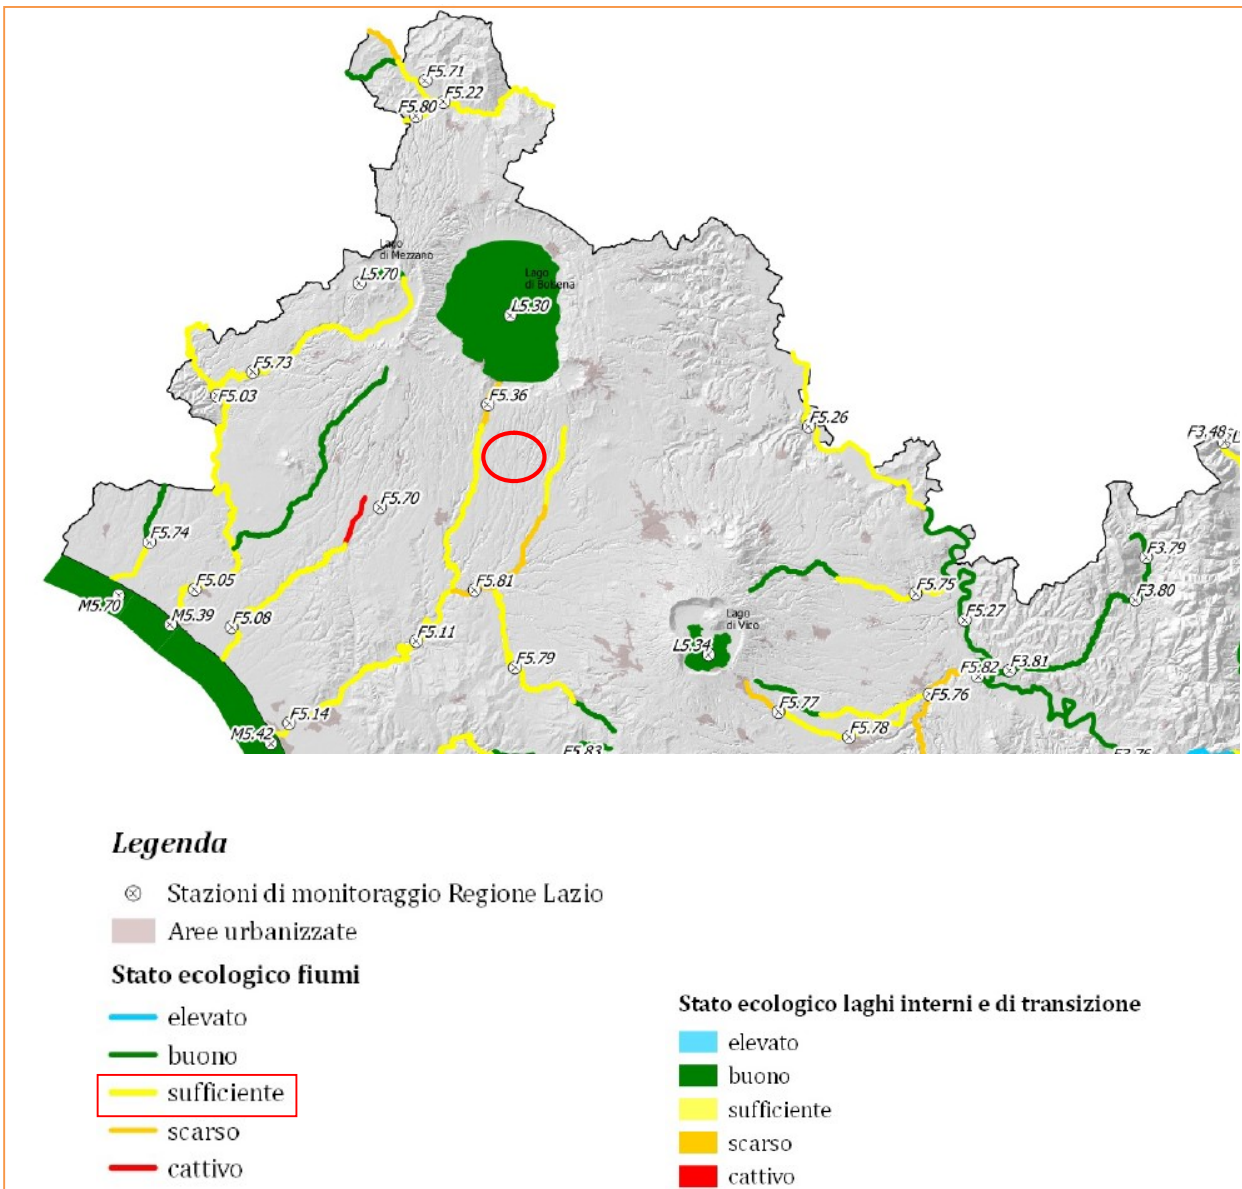 F5.71
F5.22
F5.80
Lago
di Mezzano
L5.70
Lago
di Bolsena
L5.30
F5.73
F5.03
F5.36
F5.26
F3.48
F5.70
F5.74
F3.79
F5.05
F5.81
F5.75
F3.80
M5.70
M5.39
F5.08
F5.27
Lago
di Vico
F5.11
L5.34
F5.79
F5.82
F3.81
F5.77
F5.76
F5.14
F5.78
M5.42
F5.83
F3.76
Legenda
Stazioni di monitoraggio Regione Lazio
Aree urbanizzate
Stato ecologico fiumi
elevato
buono
sufficiente
scarso
cattivo
Stato ecologico laghi interni e di transizione
elevato
buono
sufficiente
scarso
cattivo